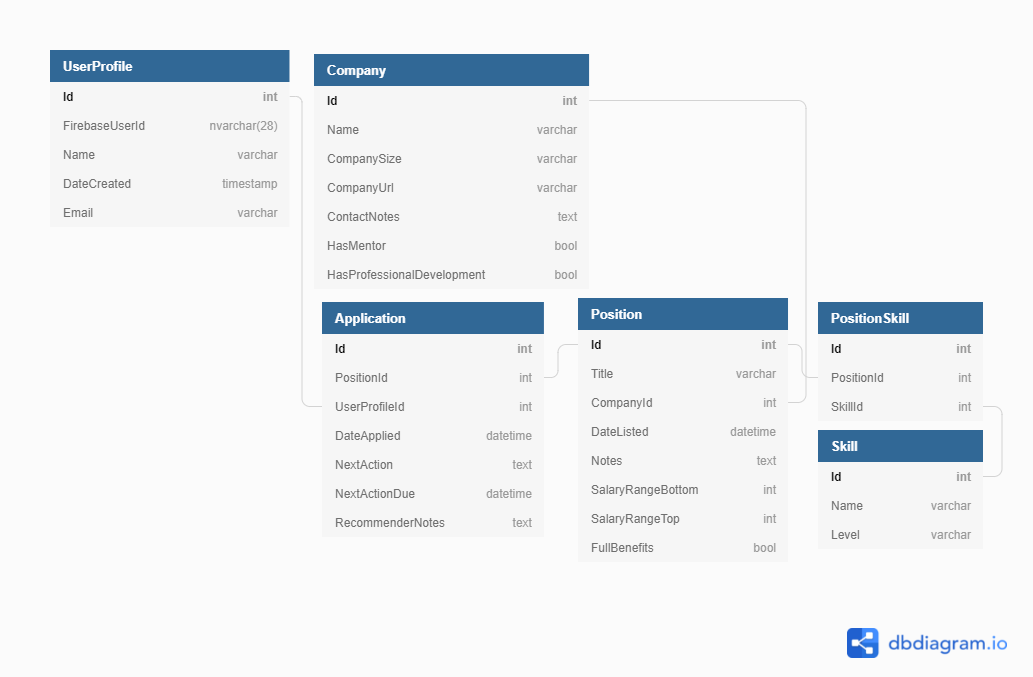 UserProfile
Id int
FirebaseUserId nvarchar(28)
Name varchar
DateCreated timestamp
Email varchar
Company
Id int
Name varchar
CompanySize varchar
CompanyUrl varchar
ContactNotes text
HasMentor bool
HasProfessionalDevelopment bool
Application
Id int
PositionId int
UserProfileId int
DateApplied datetime
NextAction text
NextActionDue datetime
RecommenderNotes text
Position
Id int
Title varchar
CompanyId int
DateListed datetime
Notes text
SalaryRangeBottom int
SalaryRangeTop int
FullBenefits bool
PositionSkill
Id int
PositionId int
SkillId int
Skill
Id int
Name varchar
Level varchar
dbdiagram.io